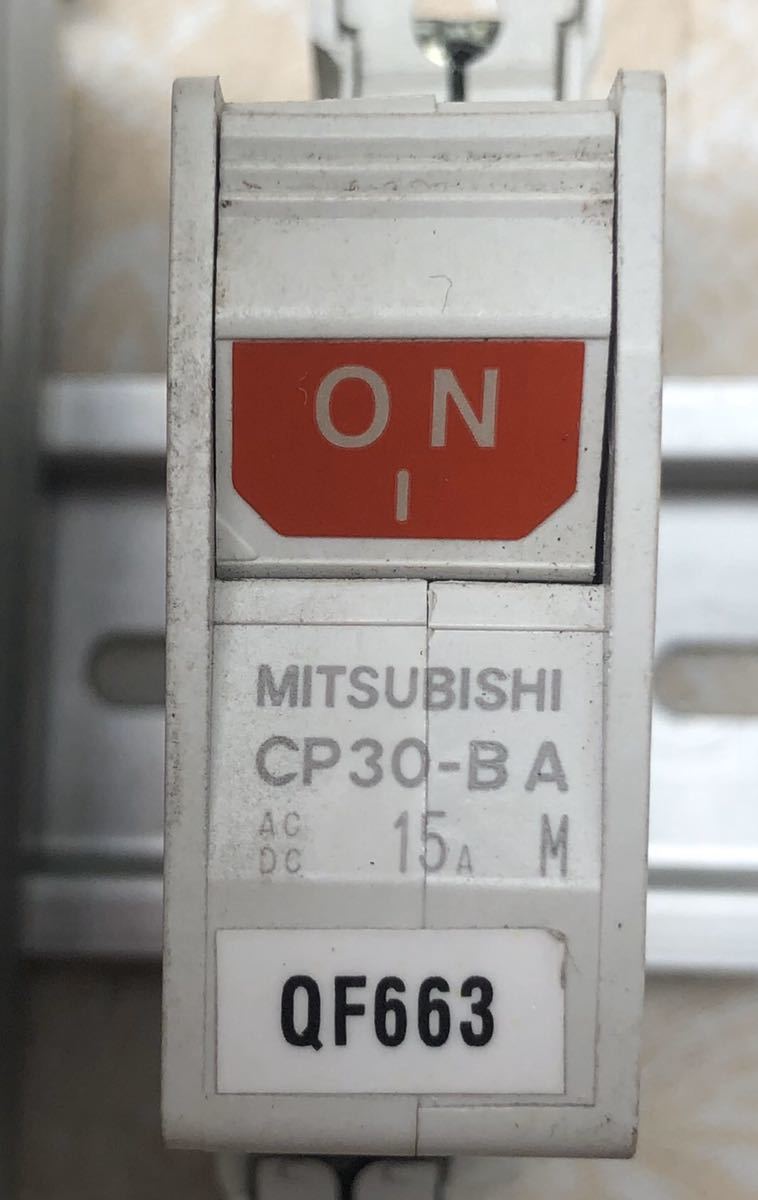 ON
I
MITSUBISHI
CP30-BA
AC
DC 15A M
QF663